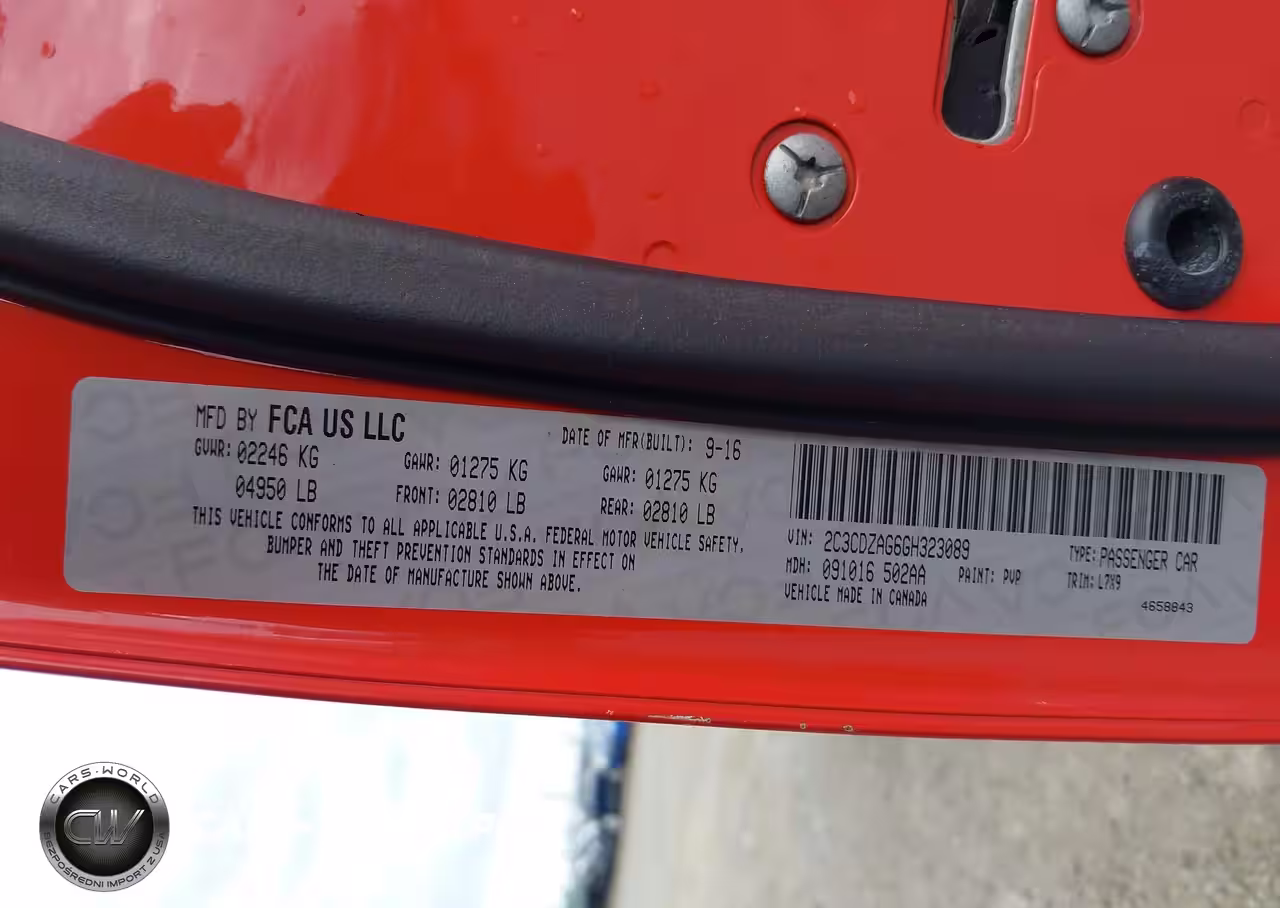 MFD BY FCA US LLC
DATE OF MFR(BUILT): 9-16
GVWR: 02246 KG GAWR: 01275 KG GAWR: 01275 KG
04950 LB FRONT: 02810 LB REAR: 02810 LB
THIS VEHICLE CONFORMS TO ALL APPLICABLE U.S.A. FEDERAL MOTOR VEHICLE SAFETY,
BUMPER AND THEFT PREVENTION STANDARDS IN EFFECT ON
THE DATE OF MANUFACTURE SHOWN ABOVE.
VIN: 2C3CDZAG6GH323089 TYPE: PASSENGER CAR
MDH: 091016 502AA PAINT: PVP TRIM: L7X9
VEHICLE MADE IN CANADA 4658843
CARS-WORLD
CW
BEZPOŚREDNI IMPORT Z USA